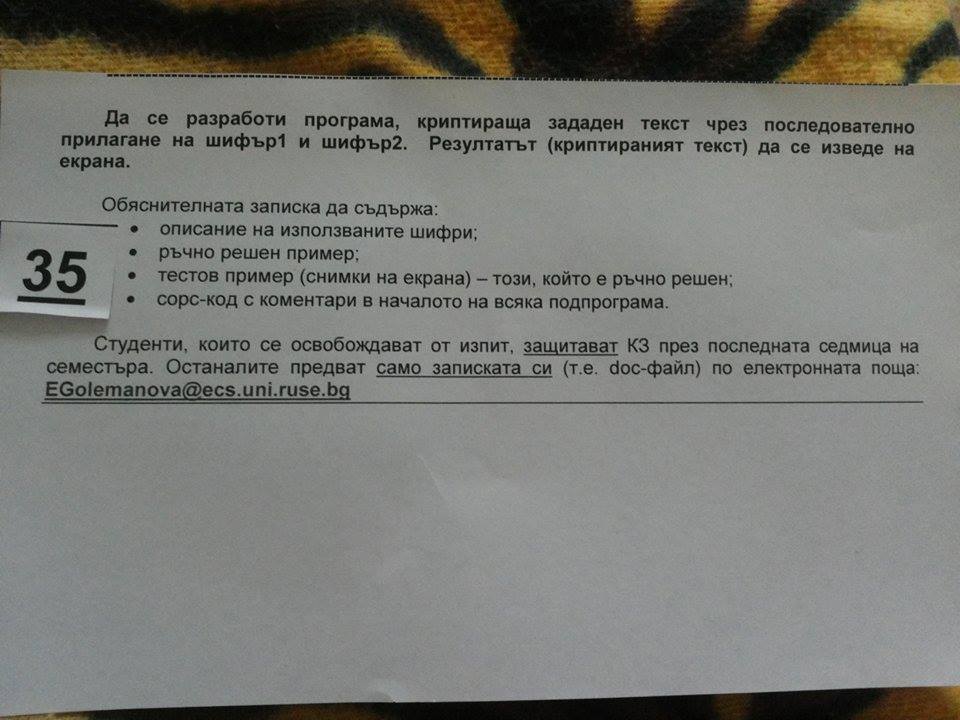 Да се разработи програма, криптираща зададен текст чрез последователно
прилагане на шифър1 и шифър2. Резултатът (криптираният текст) да се изведе на
екрана.
Обяснителната записка да съдържа:
• описание на използваните шифри;
• ръчно решен пример;
• тестов пример (снимки на екрана) – този, който е ръчно решен;
• сорс-код с коментари в началото на всяка подпрограма.
35
Студенти, които се освобождават от изпит, защитават КЗ през последната седмица на
семестъра. Останалите предват само записката си (т.е. doc-файл) по електронната поща:
EGolemanova@ecs.uni.ruse.bg